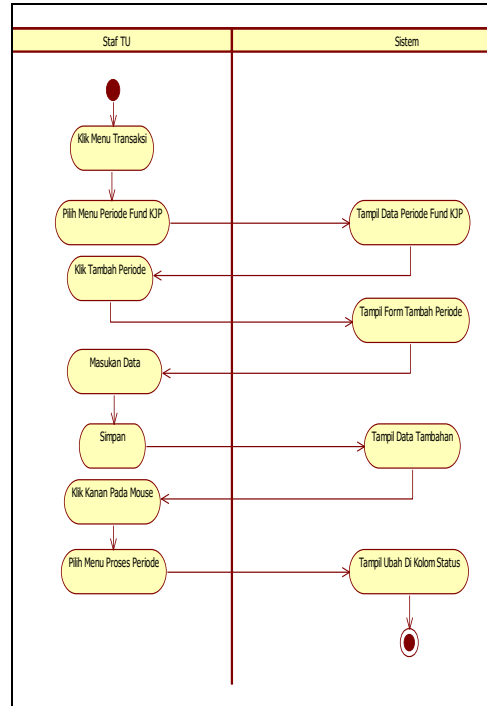 Staf TU
Sistem
Klik Menu Transaksi
Pilih Menu Periode Fund KJP
Tampil Data Periode Fund KJP
Klik Tambah Periode
Tampil Form Tambah Periode
Masukan Data
Simpan
Tampil Data Tambahan
Klik Kanan Pada Mouse
Pilih Menu Proses Periode
Tampil Ubah Di Kolom Status